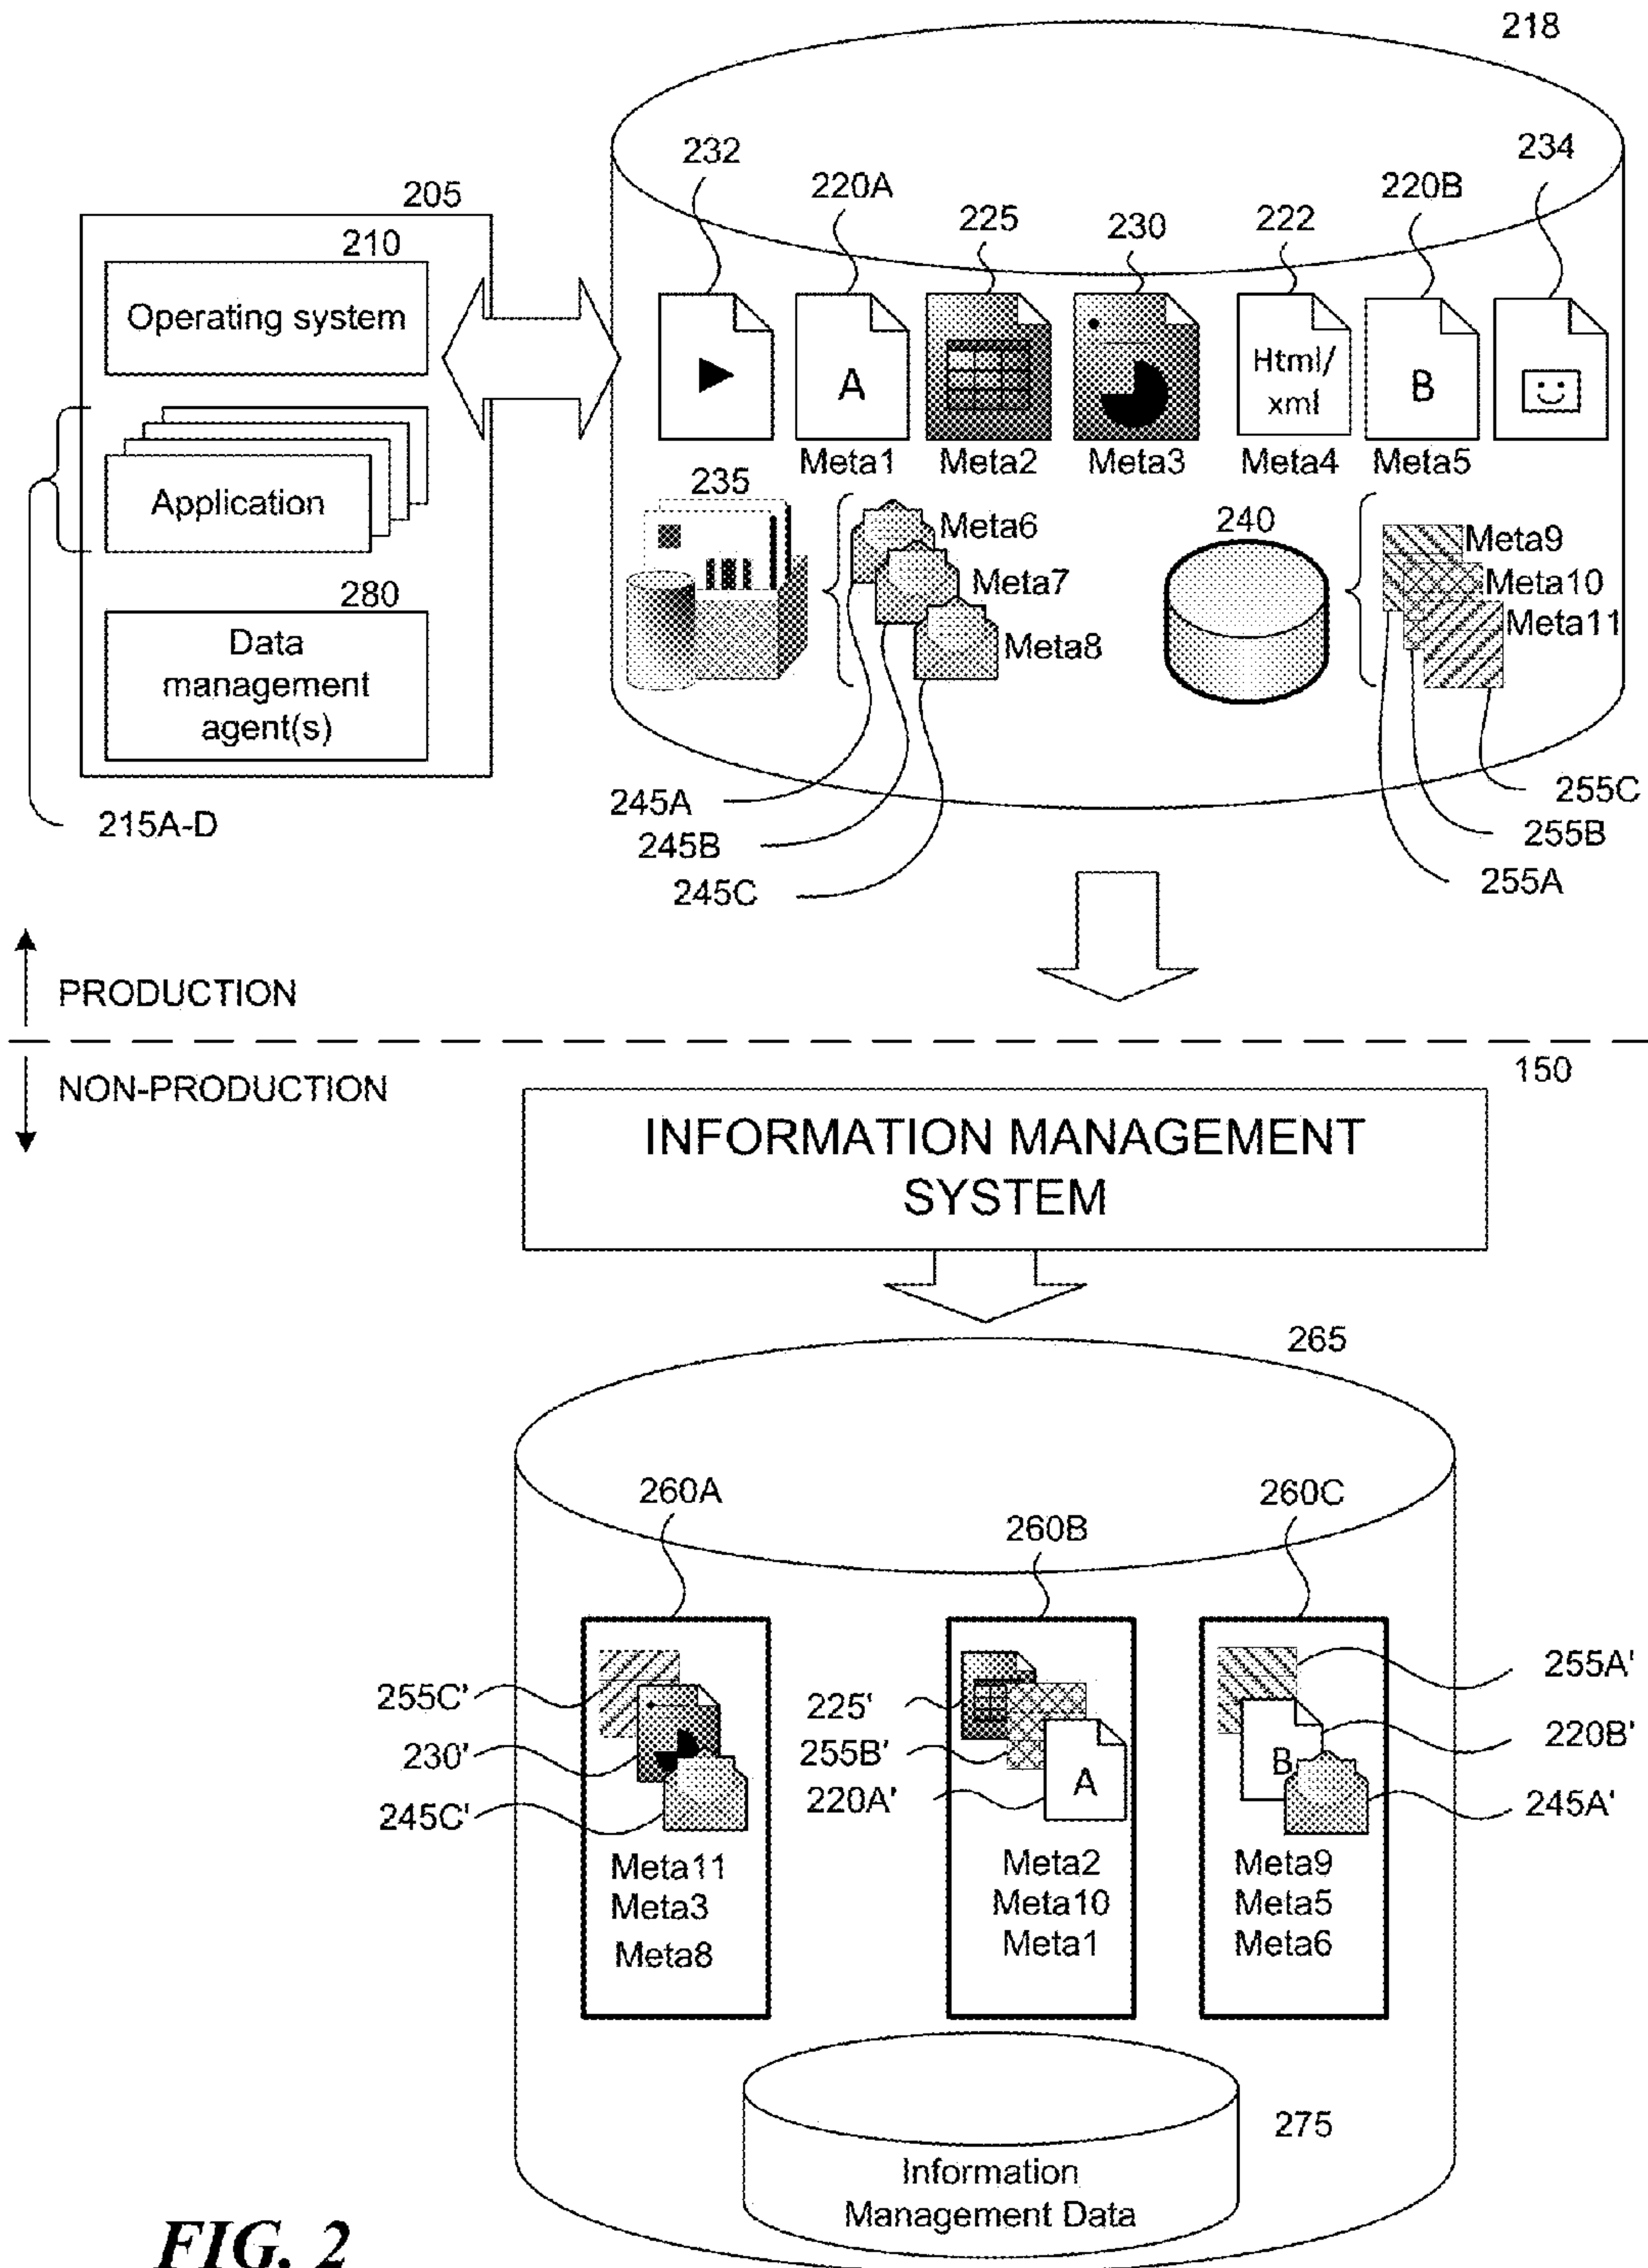 218
232
234
220A
220B
205
225
230
222
210
Operating system
A
Html/
xml
B
Meta1
Meta2
Meta3
Meta4
Meta5
Application
235
Meta6
240
Meta9
Meta7
Meta10
280
Meta11
Data
management
agent(s)
Meta8
245A
255C
215A-D
245B
255B
245C
255A
PRODUCTION
150
NON-PRODUCTION
INFORMATION MANAGEMENT
SYSTEM
265
260A
260C
260B
255C'
225'
255A'
230'
255B'
B
220B'
245C'
220A'
A
245A'
Meta11
Meta2
Meta9
Meta3
Meta10
Meta5
Meta8
Meta1
Meta6
275
Information
Management Data
FIG. 2